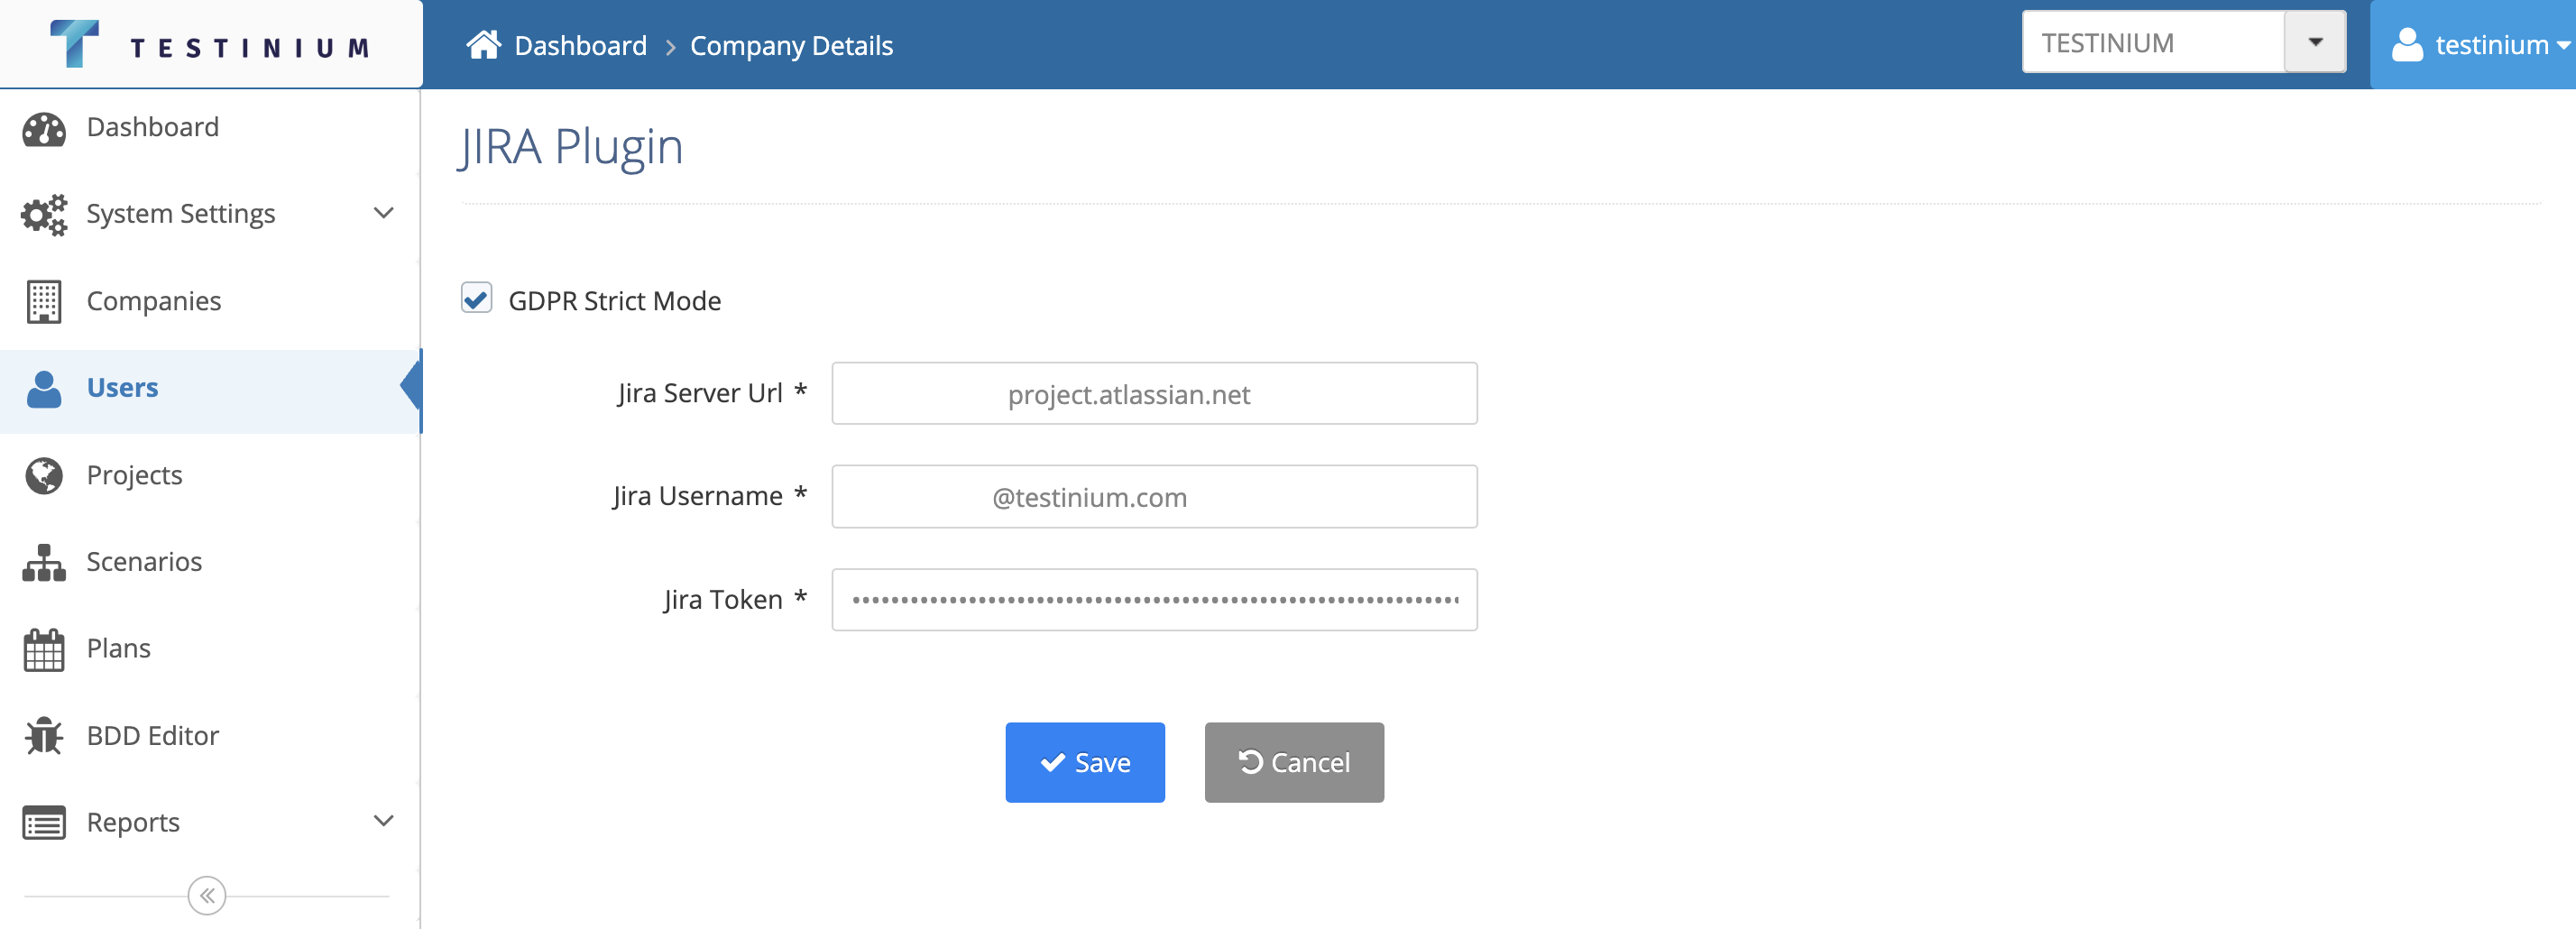 TESTINIUM
Dashboard > Company Details
TESTINIUM
testinium
Dashboard
System Settings
Companies
Users
Projects
Scenarios
Plans
BDD Editor
Reports
JIRA Plugin
GDPR Strict Mode
Jira Server Url *
project.atlassian.net
Jira Username *
@testinium.com
Jira Token *
Save
Cancel